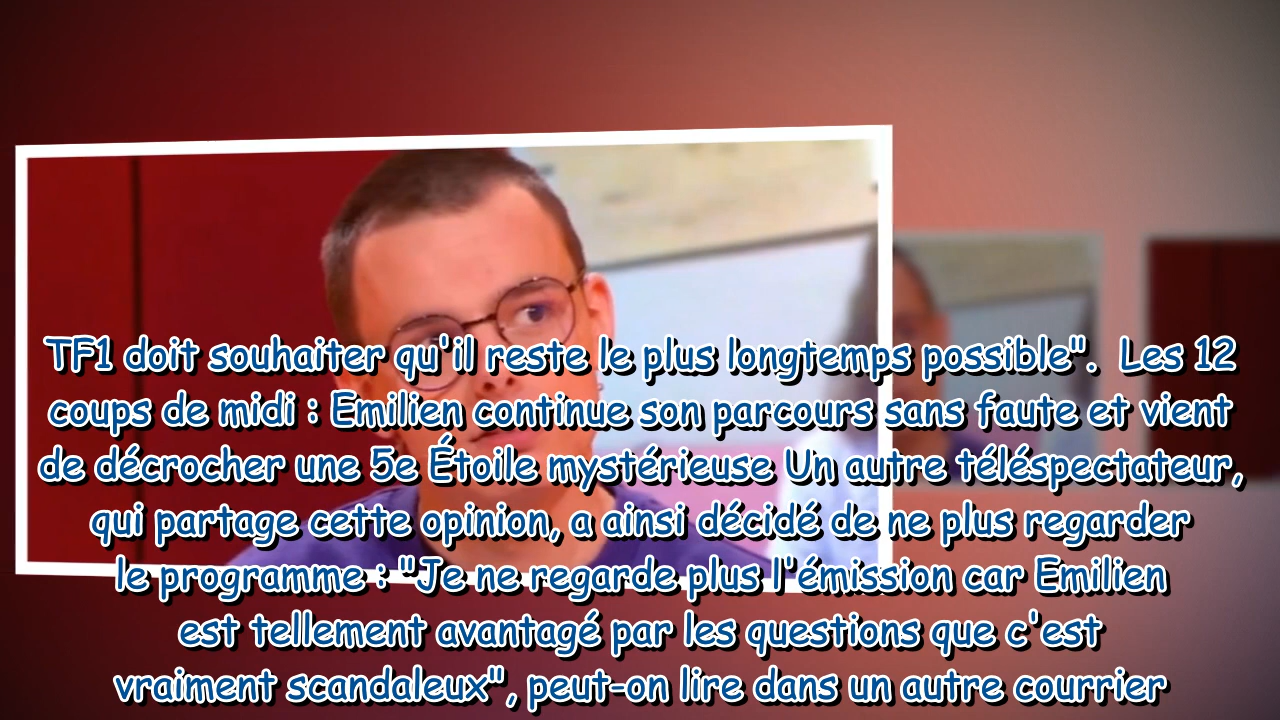 TF1 doit souhaiter qu'il reste le plus longtemps possible". Les 12
coups de midi : Emilien continue son parcours sans faute et vient
de décrocher une 5e Étoile mystérieuse Un autre téléspectateur,
qui partage cette opinion, a ainsi décidé de ne plus regarder
le programme : "Je ne regarde plus l'émission car Emilien
est tellement avantagé par les questions que c'est
vraiment scandaleux", peut-on lire dans un autre courrier